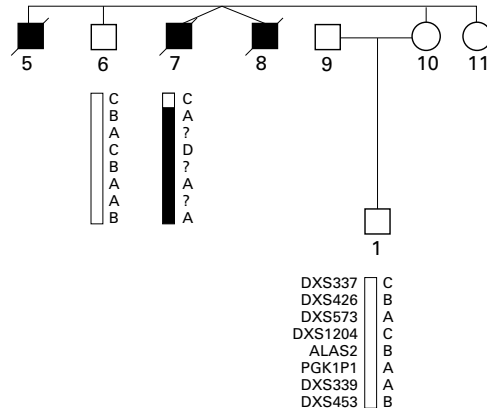 5 6 7 8 9 10 11
C C
B A
A ?
C D
B ?
A A
A ?
B A
1
DXS337 C
DXS426 B
DXS573 A
DXS1204 C
ALAS2 B
PGK1P1 A
DXS339 A
DXS453 B